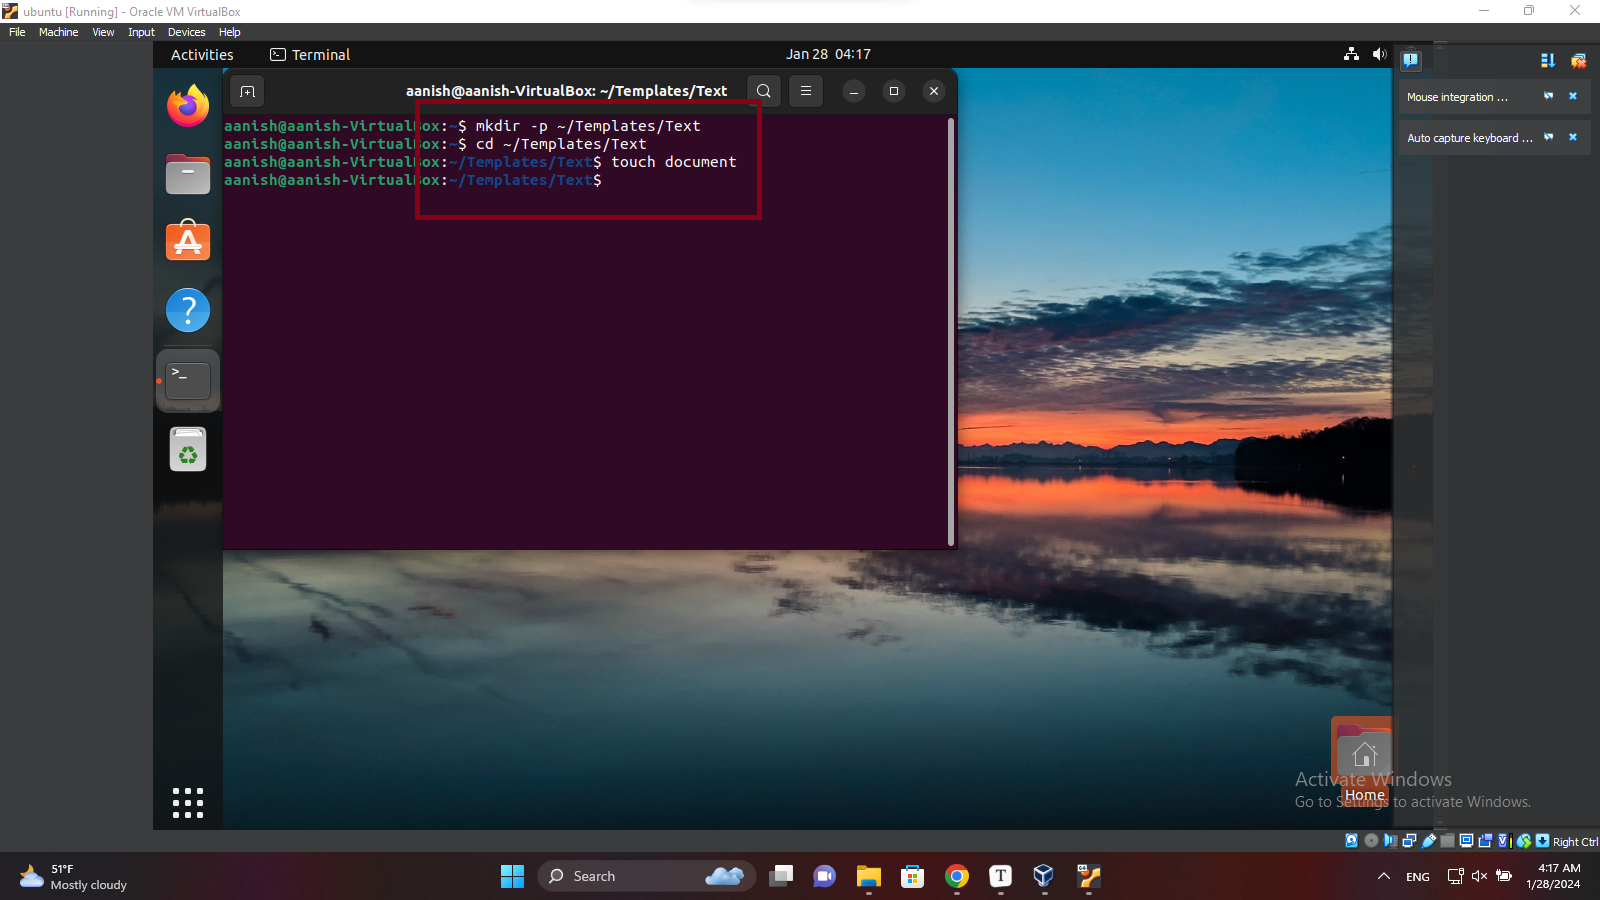 ubuntu [Running] - Oracle VM VirtualBox
File Machine View Input Devices Help
Activities Terminal Jan 28 04:17
aanish@aanish-VirtualBox: ~/Templates/Text
aanish@aanish-VirtualBox:~$ mkdir -p ~/Templates/Text
aanish@aanish-VirtualBox:~$ cd ~/Templates/Text
aanish@aanish-VirtualBox:~/Templates/Text$ touch document
aanish@aanish-VirtualBox:~/Templates/Text$
Mouse integration ...
Auto capture keyboard ...
Home
Activate Windows
Go to Settings to activate Windows.
Right Ctrl
51°F
Mostly cloudy
Search
ENG
4:17 AM
1/28/2024